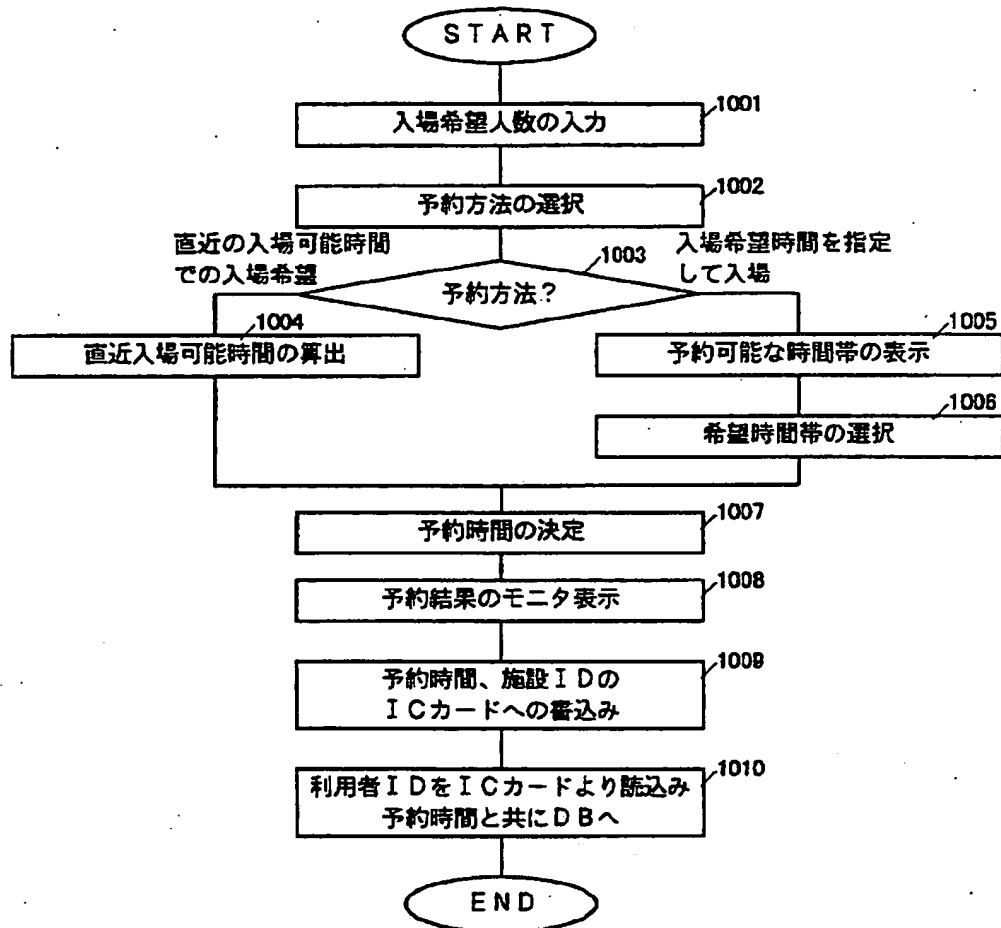 START
1001
入場希望人数の入力
1002
予約方法の選択
直近の入場可能時間
での入場希望
入場希望時間を指定
して入場
1003
予約方法?
1004
直近入場可能時間の算出
1005
予約可能な時間帯の表示
1006
希望時間帯の選択
1007
予約時間の決定
1008
予約結果のモニタ表示
1009
予約時間、施設IDの
ICカードへの書込み
1010
利用者IDをICカードより読込み
予約時間と共にDBへ
END